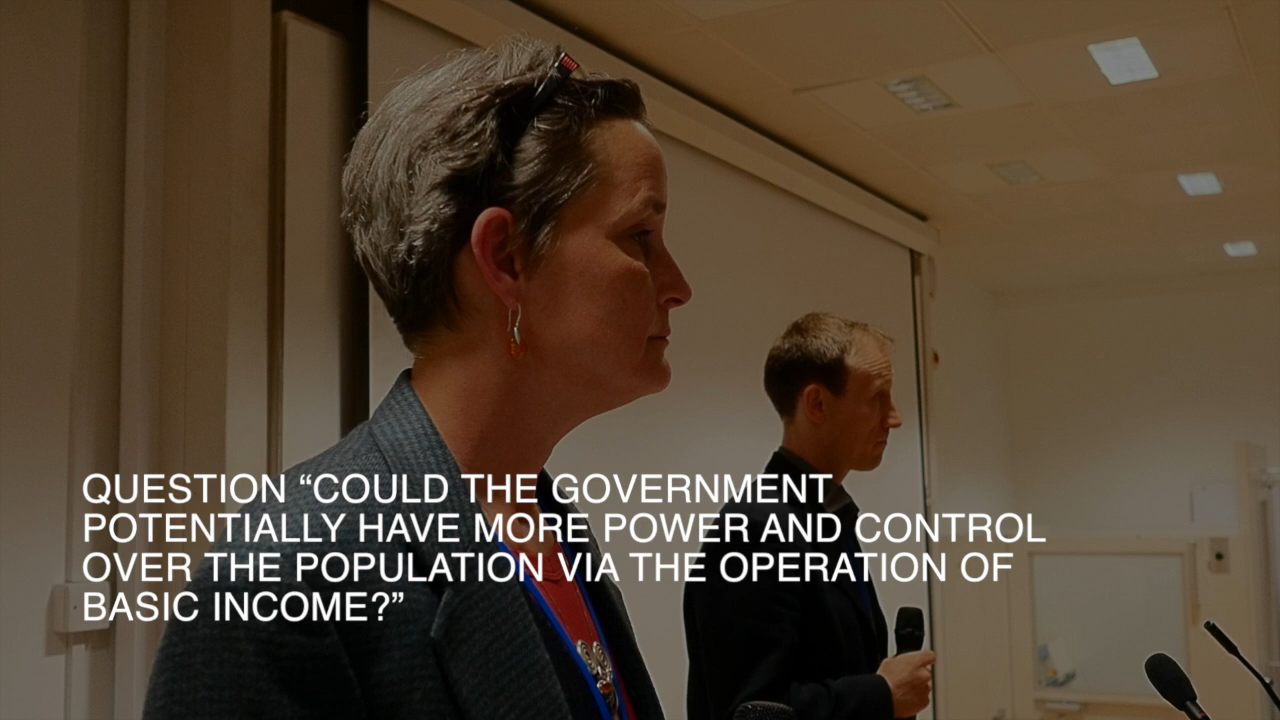 QUESTION “COULD THE GOVERNMENT
POTENTIALLY HAVE MORE POWER AND CONTROL
OVER THE POPULATION VIA THE OPERATION OF
BASIC INCOME?”